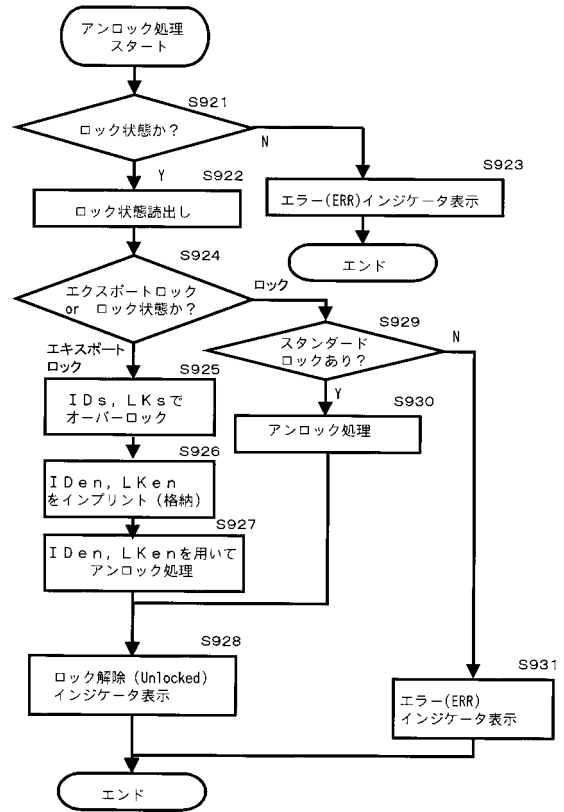 アンロック処理
スタート
S921
ロック状態か?
N
Y
S922
S923
ロック状態読出し
エラー(ERR)インジケータ表示
S924
エンド
エクスポートロック
or ロック状態か?
ロック
S929
エキスポート
ロック
スタンダード
ロックあり?
N
S925
Y
IDs, LKsで
オーバーロック
S930
アンロック処理
S926
IDen, LKen
をインプリント(格納)
S927
IDen, LKenを用いて
アンロック処理
S928
S931
ロック解除(Unlocked)
インジケータ表示
エラー(ERR)
インジケータ表示
エンド